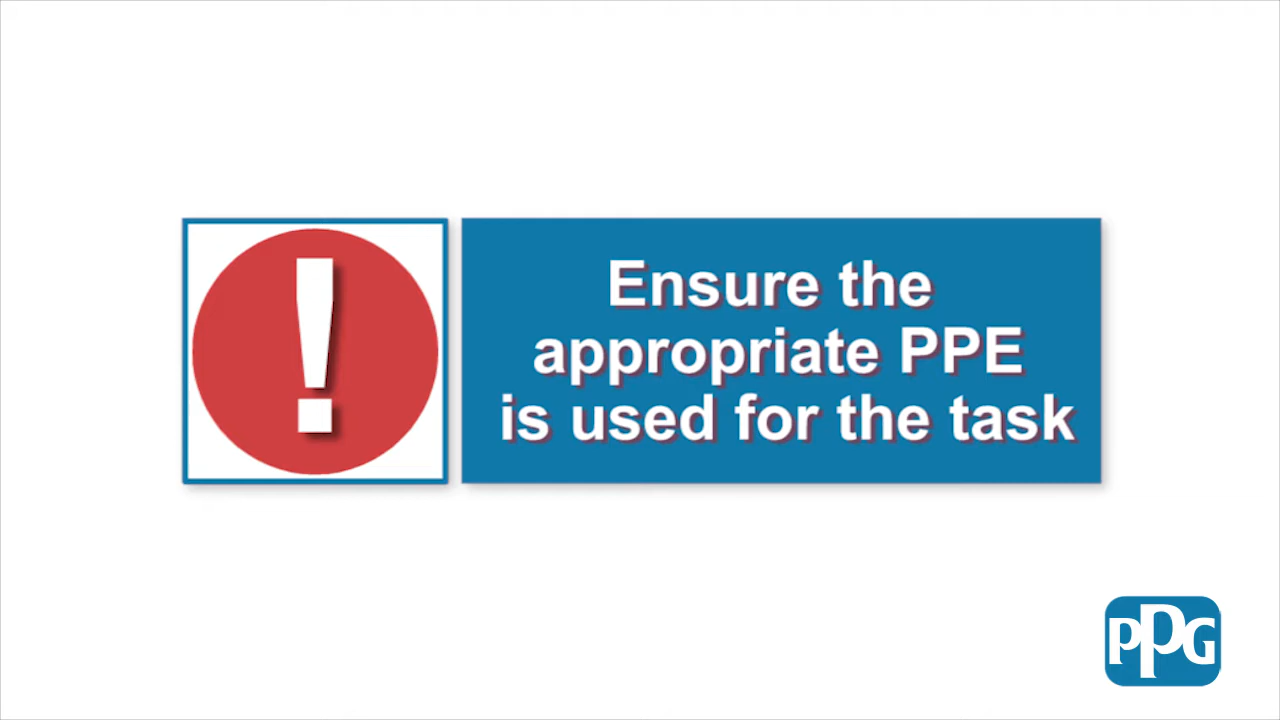 !
Ensure the
appropriate PPE
is used for the task
PPG